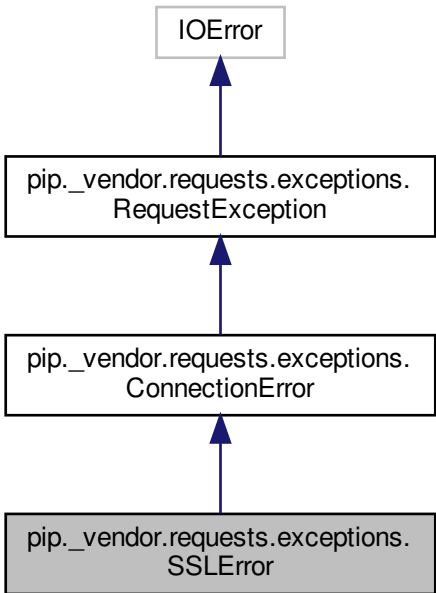 IOError
pip._vendor.requests.exceptions.
RequestException
pip._vendor.requests.exceptions.
ConnectionError
pip._vendor.requests.exceptions.
SSLError